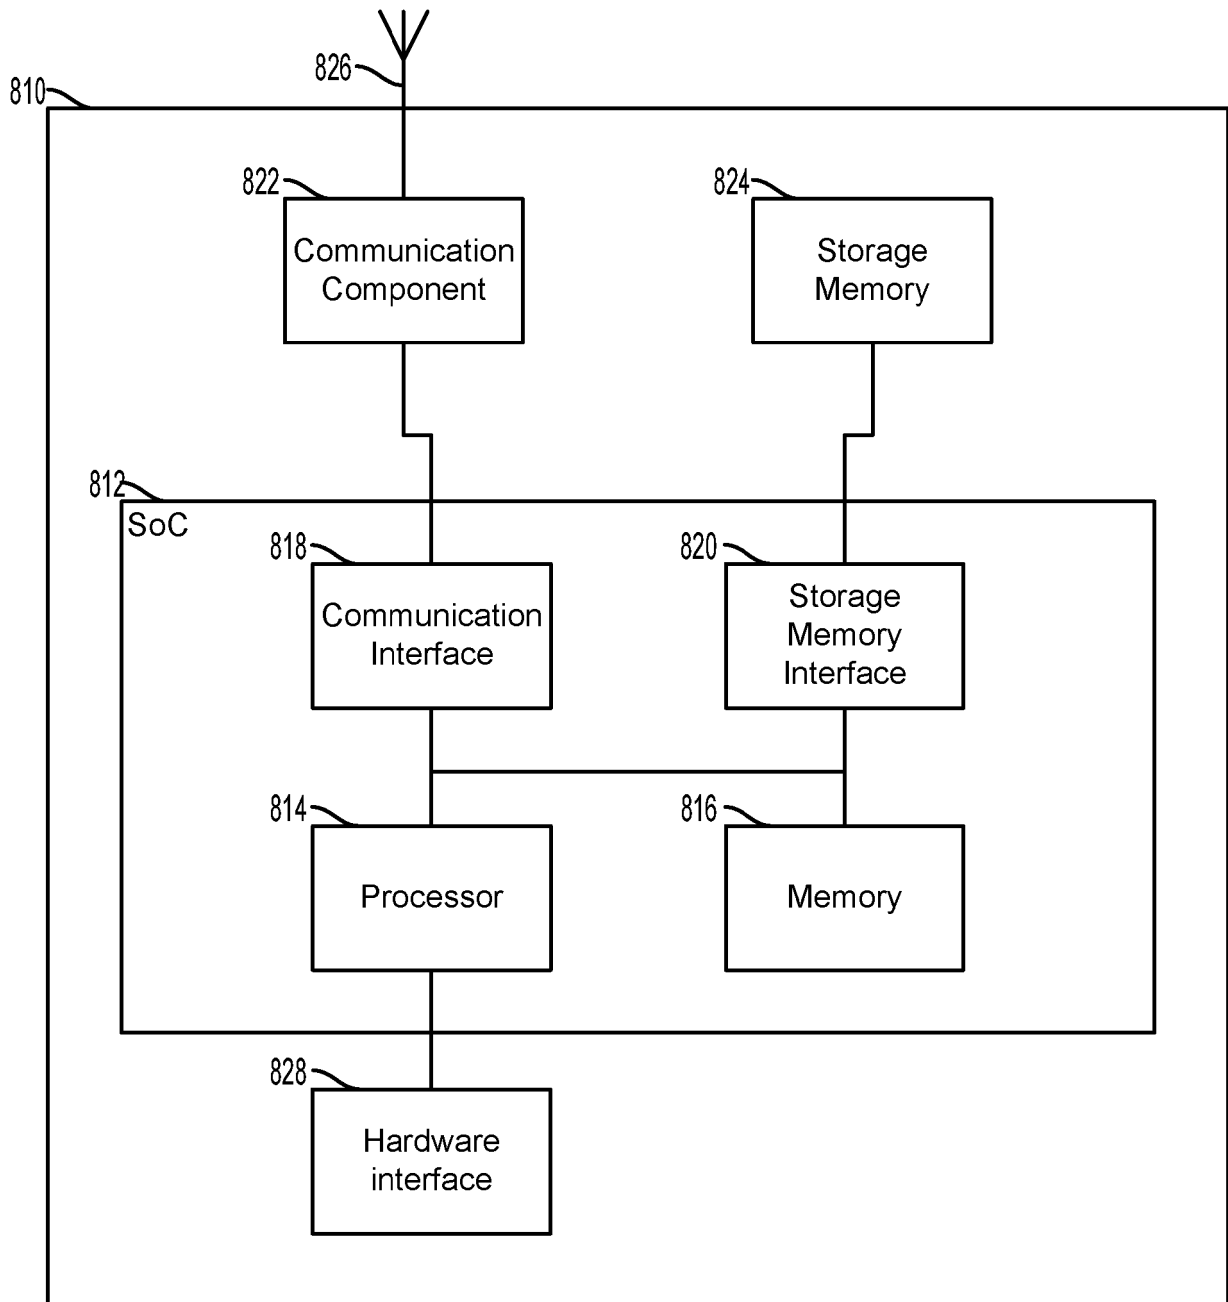 826
810
822
824
Communication
Component
Storage
Memory
812
SoC
818
820
Communication
Interface
Storage
Memory
Interface
814
816
Processor
Memory
828
Hardware
interface